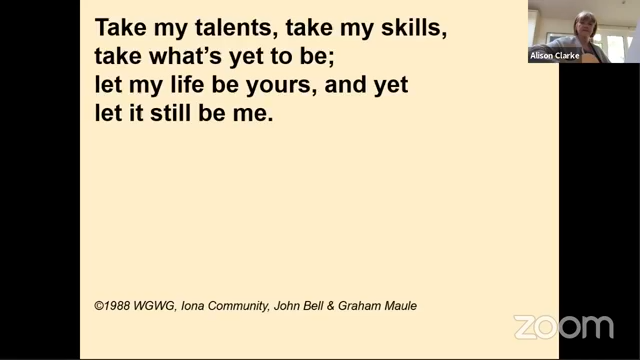 Take my talents, take my skills,
take what's yet to be;
let my life be yours, and yet
let it still be me.
©1988 WGWG, Iona Community, John Bell & Graham Maule
Alison Clarke
zoom